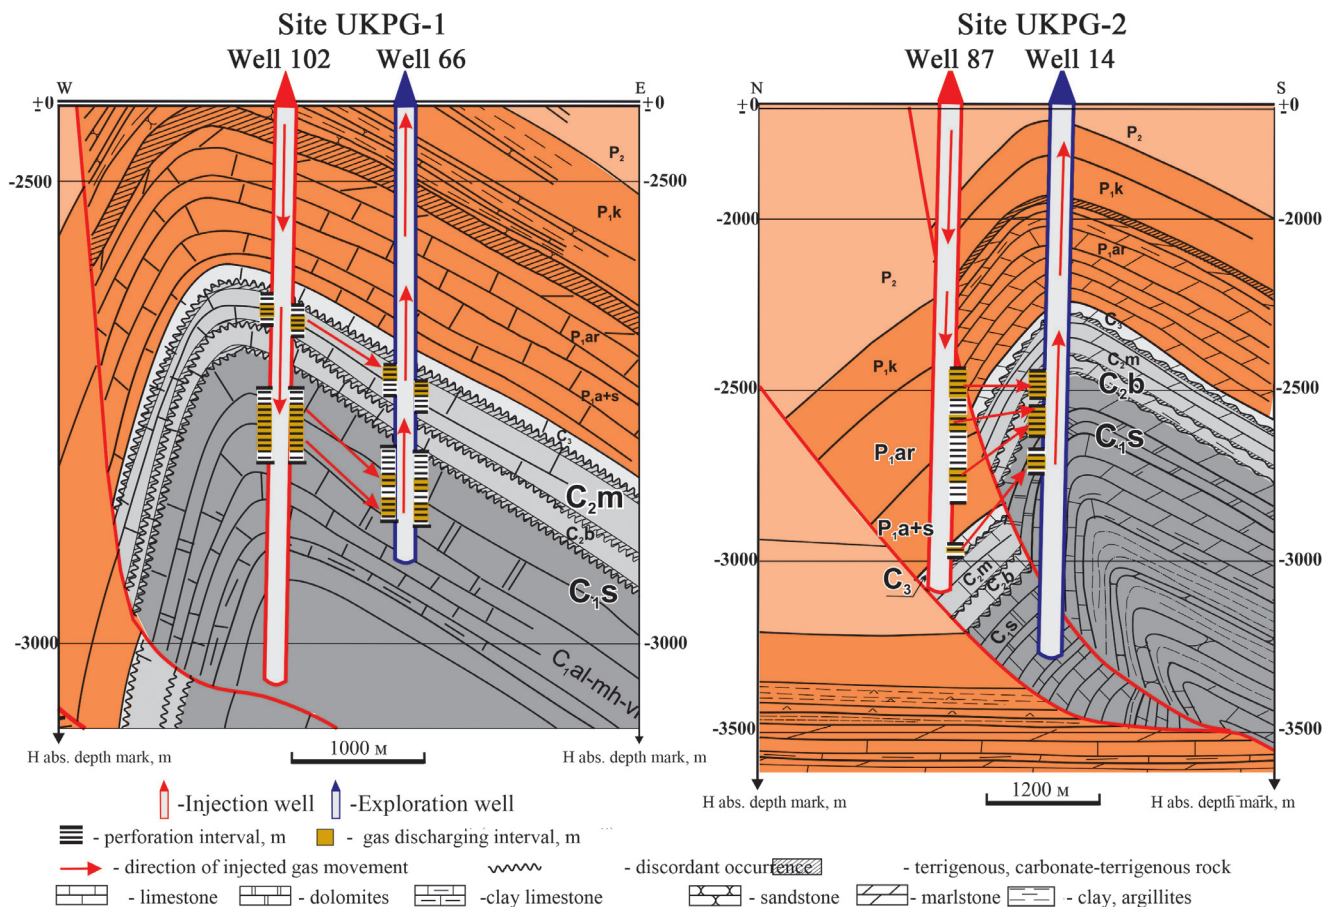 Site UKPG-1
Well 102 Well 66
W E
+0 +0
-2500 -2500
-3000 -3000
P₂
P₁k
P₁ar
P₁a+s
C₃
C₂m
C₂b
C₁s
C₁al-mh-vr
H abs. depth mark, m
1000 м
H abs. depth mark, m
Site UKPG-2
Well 87 Well 14
N S
±0 ±0
-2000 -2000
-2500 -2500
-3000 -3000
-3500 -3500
P₂
P₁k
P₁ar
P₂
C₃
C₂m
P₁k
C₂b
C₁s
P₁ar
P₁a+s
C₃
C₂m
C₂b
C₁s
H abs. depth mark, m
1200 м
H abs. depth mark, m
-Injection well -Exploration well
- perforation interval, m - gas discharging interval, m
- direction of injected gas movement - discordant occurrence - terrigenous, carbonate-terrigenous rock
- limestone - dolomites -clay limestone - sandstone - marlstone - clay, argillites